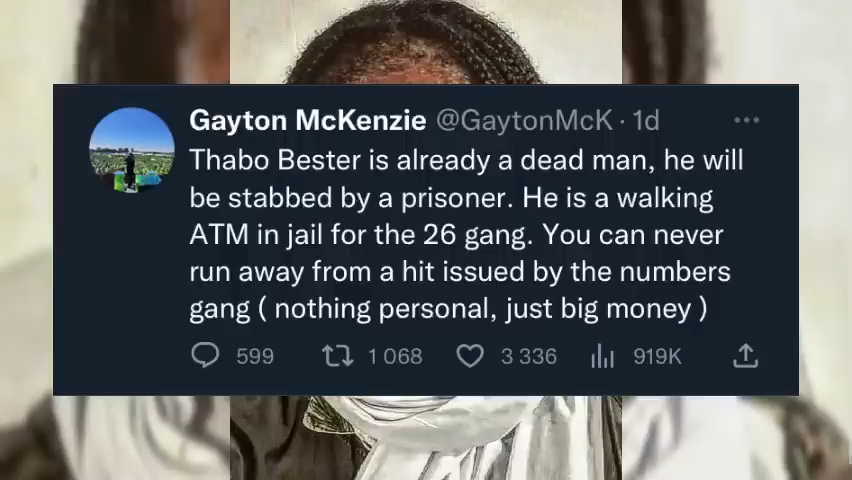 Gayton McKenzie @GaytonMcK · 1d
Thabo Bester is already a dead man, he will
be stabbed by a prisoner. He is a walking
ATM in jail for the 26 gang. You can never
run away from a hit issued by the numbers
gang ( nothing personal, just big money )
599 1 068 3 336 919K